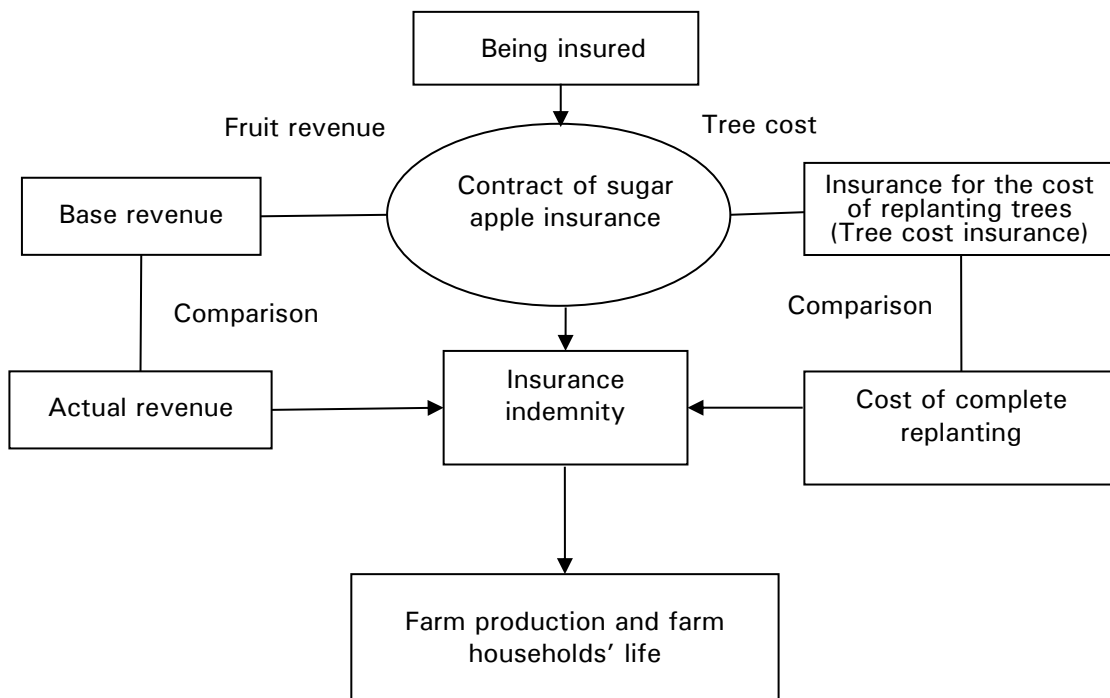 Being insured
Fruit revenue
Tree cost
Contract of sugar
apple insurance
Base revenue
Insurance for the cost
of replanting trees
(Tree cost insurance)
Comparison
Comparison
Actual revenue
Insurance
indemnity
Cost of complete
replanting
Farm production and farm
households’ life